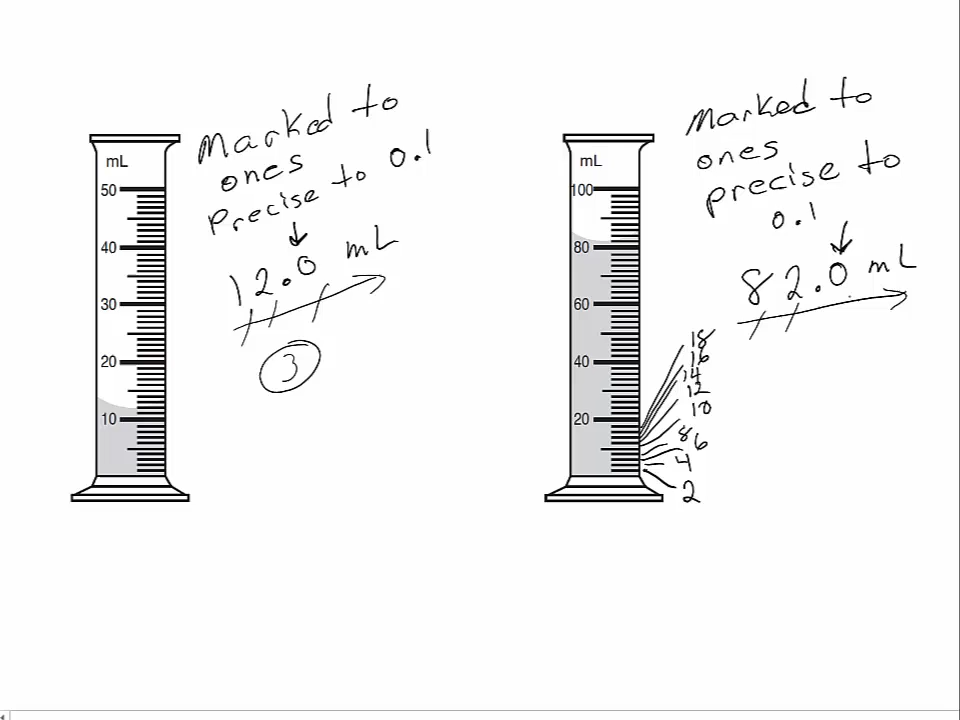 Marked to
ones
Precise to 0.1
12.0 mL
3
mL
50
40
30
20
10
Marked to
ones
precise to
0.1
82.0 mL
mL
100
80
60
40
20
18
16
14
12
10
8 6
4
2